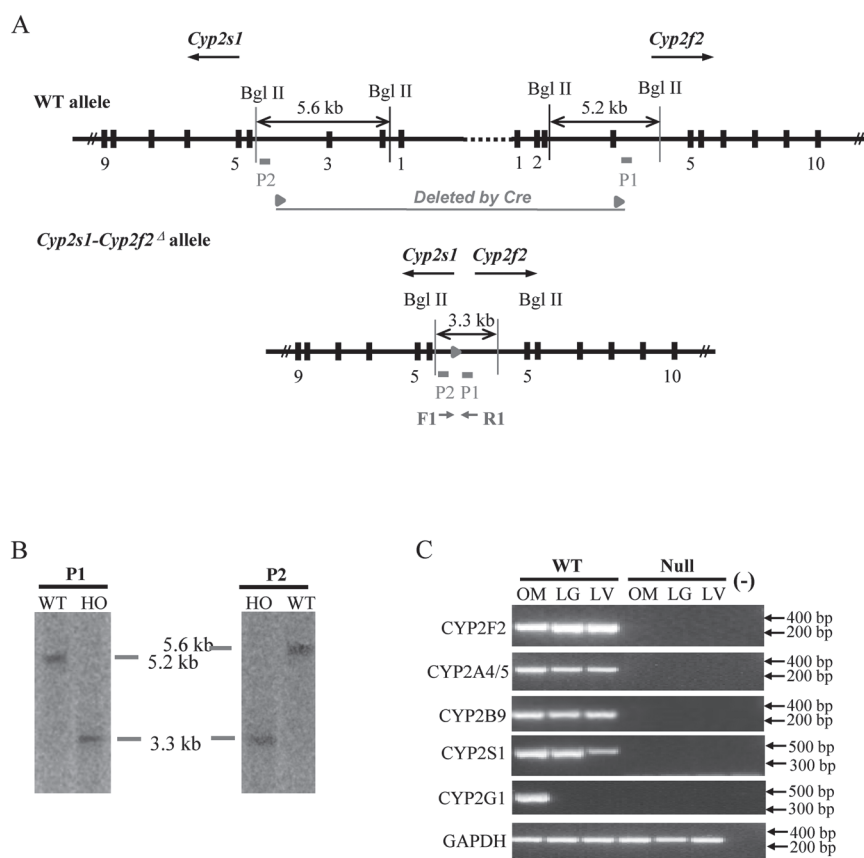 A
Cyp2s1 Cyp2f2
WT allele
Bgl II Bgl II Bgl II Bgl II
5.6 kb 5.2 kb
9 5 3 1 1 2 5 10
P2 P1
Deleted by Cre
Cyp2s1-Cyp2f2 Δ allele
Cyp2s1 Cyp2f2
Bgl II Bgl II
3.3 kb
9 5 5 10
P2 P1
F1 R1
B
P1 P2
WT HO HO WT
5.6 kb
5.2 kb
3.3 kb
C
WT Null (-)
OM LG LV OM LG LV
CYP2F2 400 bp
200 bp
CYP2A4/5 400 bp
200 bp
CYP2B9 400 bp
200 bp
CYP2S1 500 bp
300 bp
CYP2G1 500 bp
300 bp
GAPDH 400 bp
200 bp